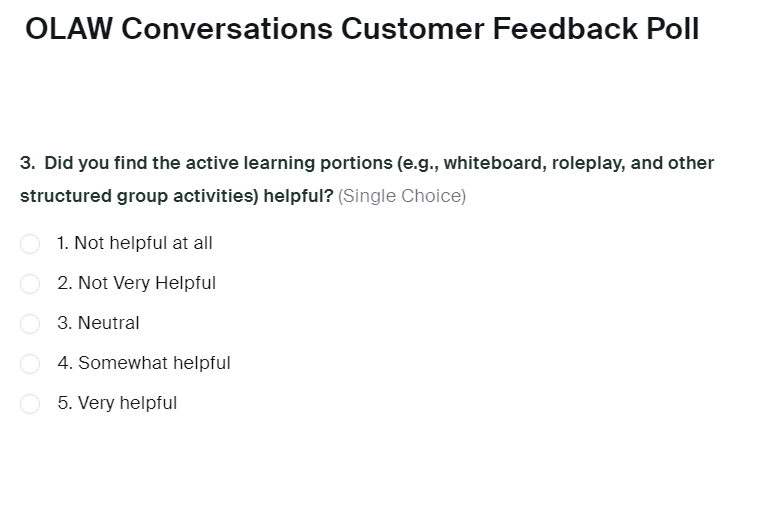 OLAW Conversations Customer Feedback Poll
3. Did you find the active learning portions (e.g., whiteboard, roleplay, and other
structured group activities) helpful? (Single Choice)
1. Not helpful at all
2. Not Very Helpful
3. Neutral
4. Somewhat helpful
5. Very helpful